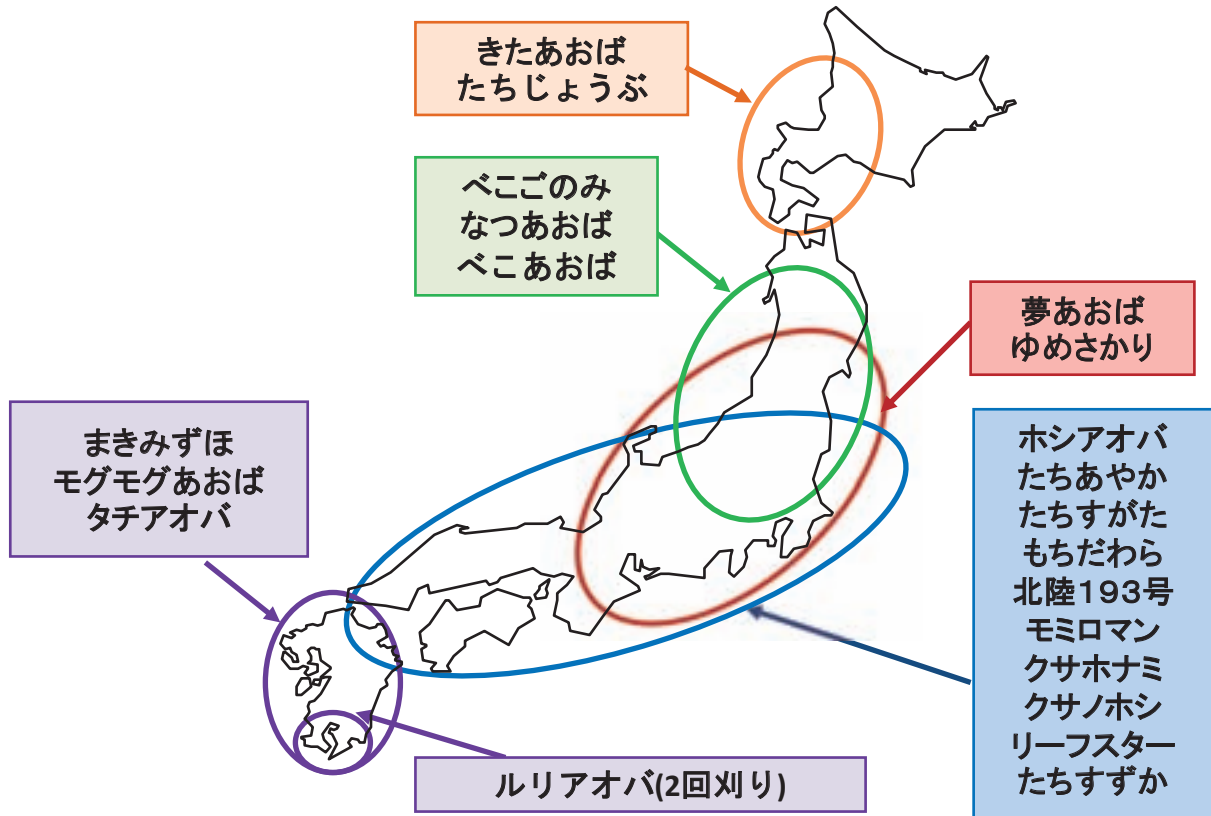 きたあおば
たちじょうぶ
べこごのみ
なつあおば
べこあおば
夢あおば
ゆめさかり
まきみずほ
モグモグあおば
タチアオバ
ホシアオバ
たちあやか
たちすがた
もちだわら
北陸193号
モミロマン
クサホナミ
クサノホシ
リーフスター
たちすずか
ルリアオバ(2回刈り)